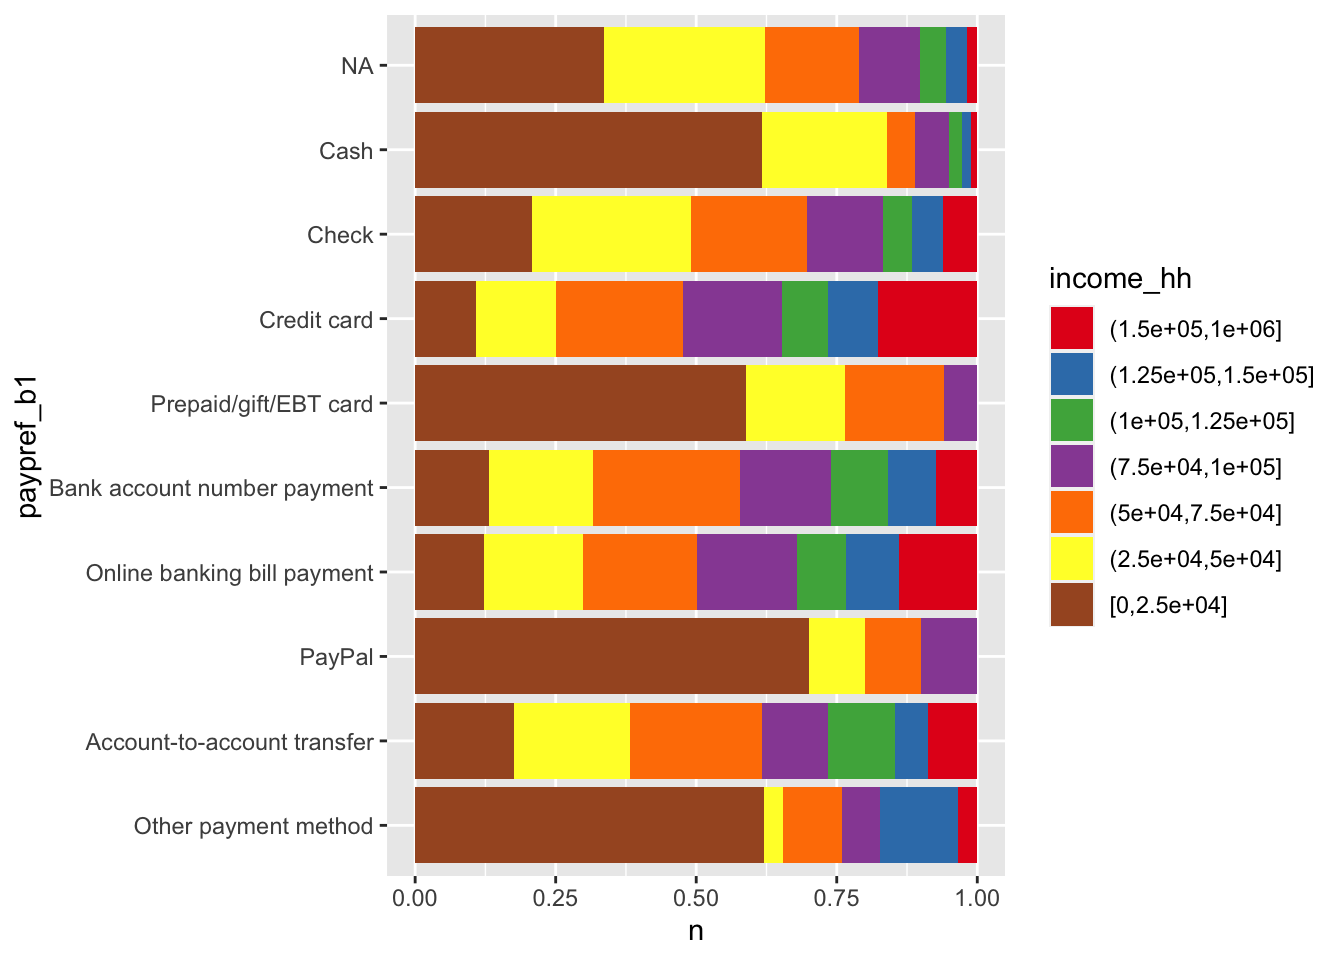 NA
Cash
Check
Credit card
Prepaid/gift/EBT card
Bank account number payment
Online banking bill payment
PayPal
Account-to-account transfer
Other payment method
paypref_b1
0.00 0.25 0.50 0.75 1.00
n
income_hh
(1.5e+05,1e+06]
(1.25e+05,1.5e+05]
(1e+05,1.25e+05]
(7.5e+04,1e+05]
(5e+04,7.5e+04]
(2.5e+04,5e+04]
[0,2.5e+04]